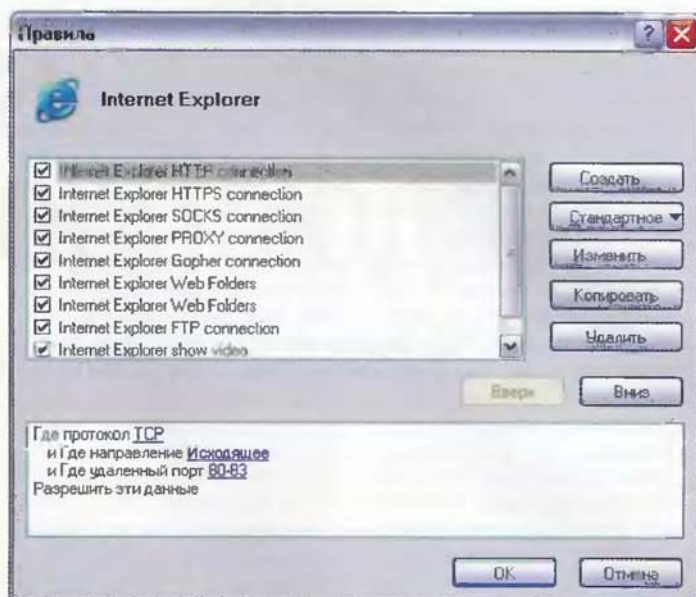 Правила
Internet Explorer
Internet Explorer HTTP connection
Internet Explorer HTTPS connection
Internet Explorer SOCKS connection
Internet Explorer PROXY connection
Internet Explorer Gopher connection
Internet Explorer Web Folders
Internet Explorer Web Folders
Internet Explorer FTP connection
Internet Explorer show video
Создать
Стандартное
Изменить
Копировать
Удалить
Вверх
Вниз
Где протокол TCP
и Где направление Исходящее
и Где удаленный порт 80-83
Разрешить эти данные
OK
Отмена